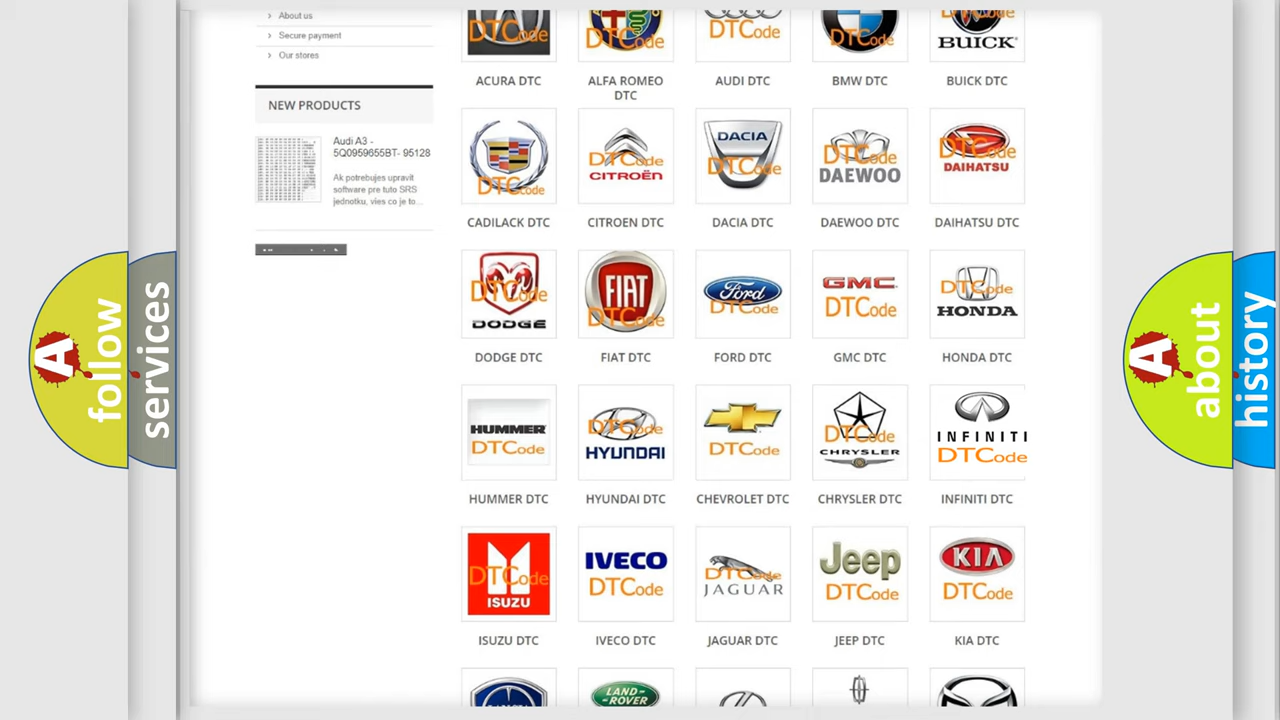 About us
Secure payment
Our stores
NEW PRODUCTS
Audi A3 -
5Q0959655BT- 95128
Ak potrebujes upravit
software pre tuto SRS
jednotku, vies co je to...
DTCode
DTCode
DTCode
DTCode
DTCode
BUICK
ACURA DTC
ALFA ROMEO
DTC
AUDI DTC
BMW DTC
BUICK DTC
DTCode
DTCode
CITROËN
DACIA
DTCode
DTCode
DAEWOO
DTCode
DAIHATSU
CADILACK DTC
CITROEN DTC
DACIA DTC
DAEWOO DTC
DAIHATSU DTC
DTCode
DODGE
FIAT
DTCode
Ford
DTCode
GMC
DTCode
DTCode
HONDA
DODGE DTC
FIAT DTC
FORD DTC
GMC DTC
HONDA DTC
HUMMER
DTCode
DTCode
HYUNDAI
DTCode
DTCode
CHRYSLER
INFINITI
DTCode
HUMMER DTC
HYUNDAI DTC
CHEVROLET DTC
CHRYSLER DTC
INFINITI DTC
DTCode
ISUZU
IVECO
DTCode
DTCode
JAGUAR
Jeep
DTCode
KIA
DTCode
ISUZU DTC
IVECO DTC
JAGUAR DTC
JEEP DTC
KIA DTC
LAND-
ROVER
A
follow
services
A
about
history